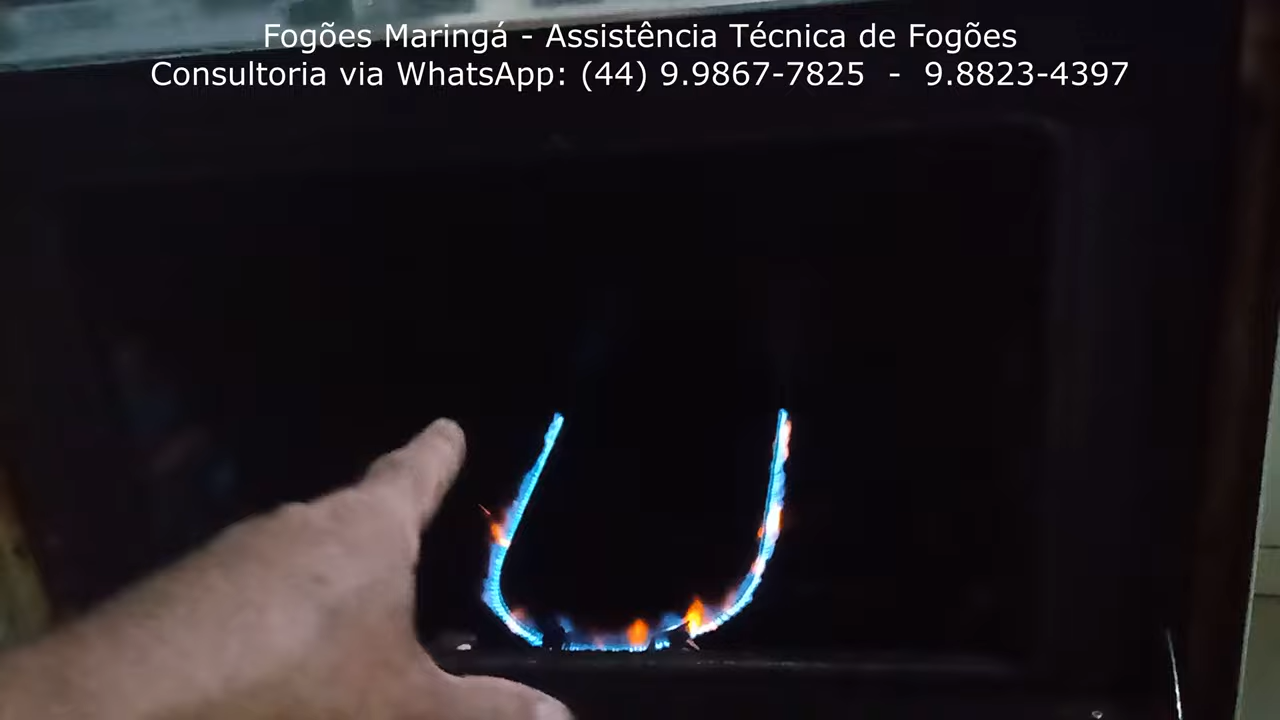 Fogões Maringá - Assistência Técnica de Fogões
Consultoria via WhatsApp: (44) 9.9867-7825 - 9.8823-4397